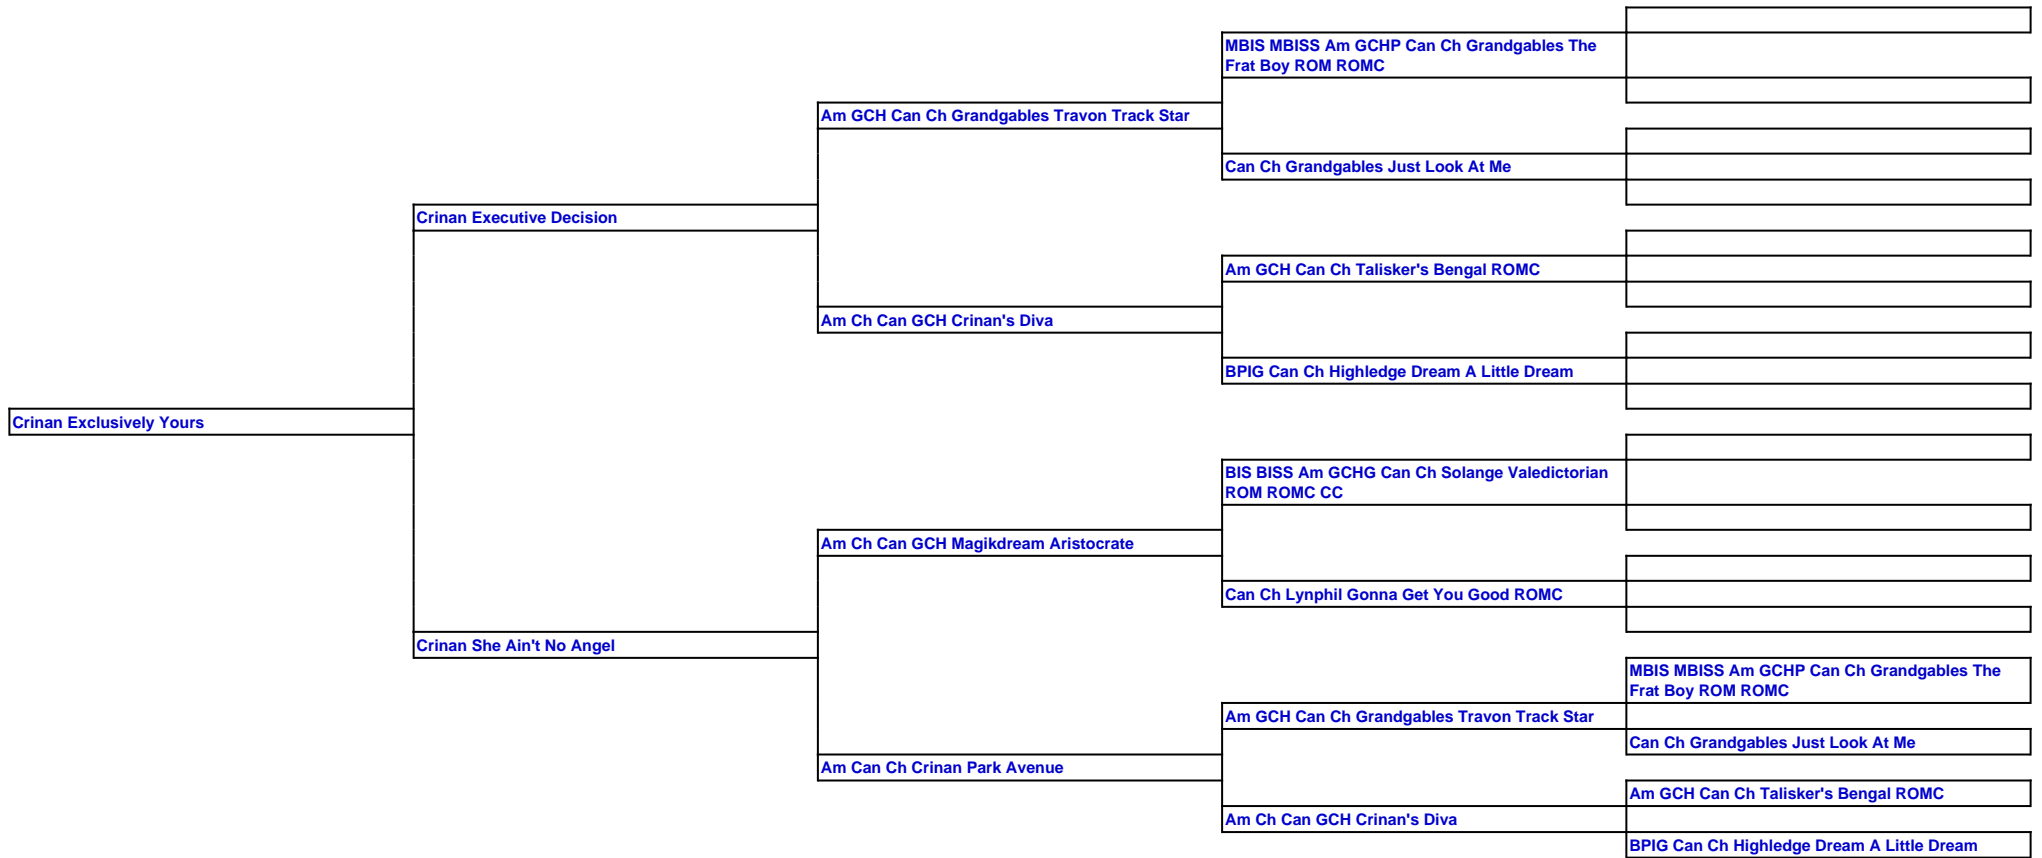 MBIS MBISS Am GCHP Can Ch Grandgables The
Frat Boy ROM ROMC
Am GCH Can Ch Grandgables Travon Track Star
Can Ch Grandgables Just Look At Me
Crinan Executive Decision
Am GCH Can Ch Talisker's Bengal ROMC
Am Ch Can GCH Crinan's Diva
BPIG Can Ch Highledge Dream A Little Dream
Crinan Exclusively Yours
BIS BISS Am GCHG Can Ch Solange Valedictorian
ROM ROMC CC
Am Ch Can GCH Magikdream Aristocrate
Can Ch Lynphil Gonna Get You Good ROMC
Crinan She Ain't No Angel
MBIS MBISS Am GCHP Can Ch Grandgables The
Frat Boy ROM ROMC
Am GCH Can Ch Grandgables Travon Track Star
Can Ch Grandgables Just Look At Me
Am Can Ch Crinan Park Avenue
Am GCH Can Ch Talisker's Bengal ROMC
Am Ch Can GCH Crinan's Diva
BPIG Can Ch Highledge Dream A Little Dream